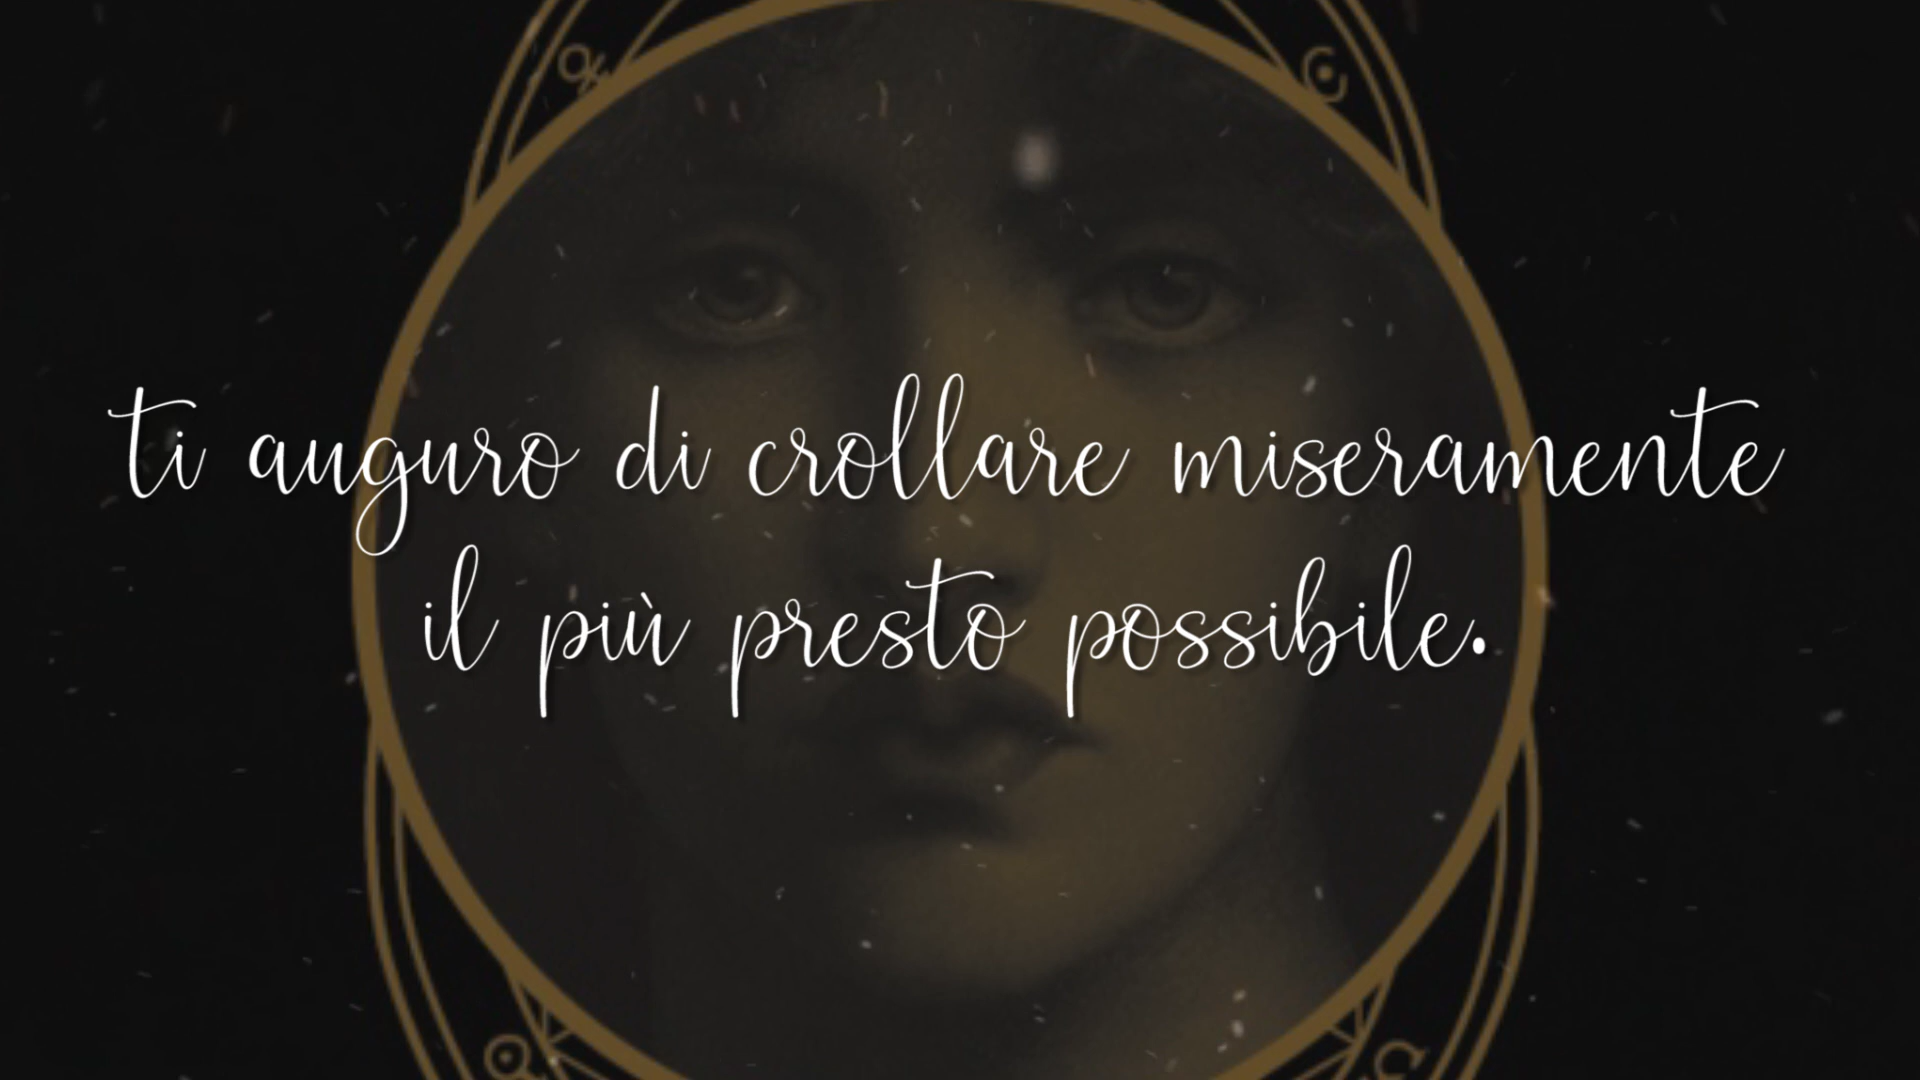 ti auguro di crollare miseramente
il più presto possibile.